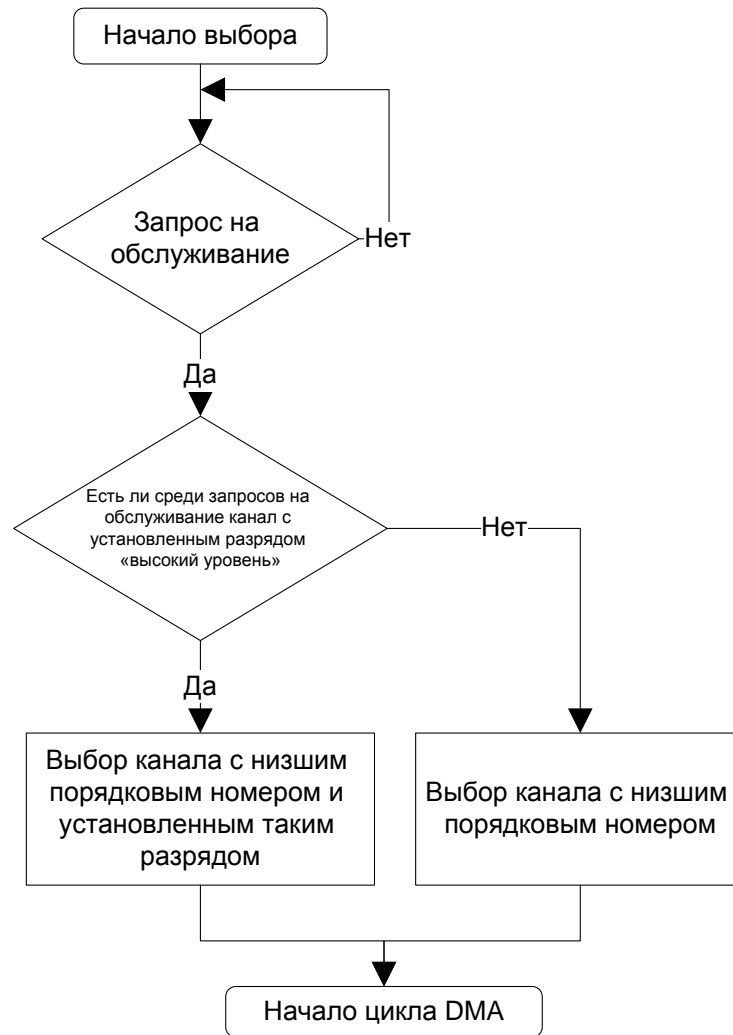 Начало выбора
Запрос на
обслуживание
Нет
Да
Есть ли среди запросов на
обслуживание канал с
установленным разрядом
«высокий уровень»
Нет
Да
Выбор канала с низшим
порядковым номером и
установленным таким
разрядом
Выбор канала с низшим
порядковым номером
Начало цикла DMA